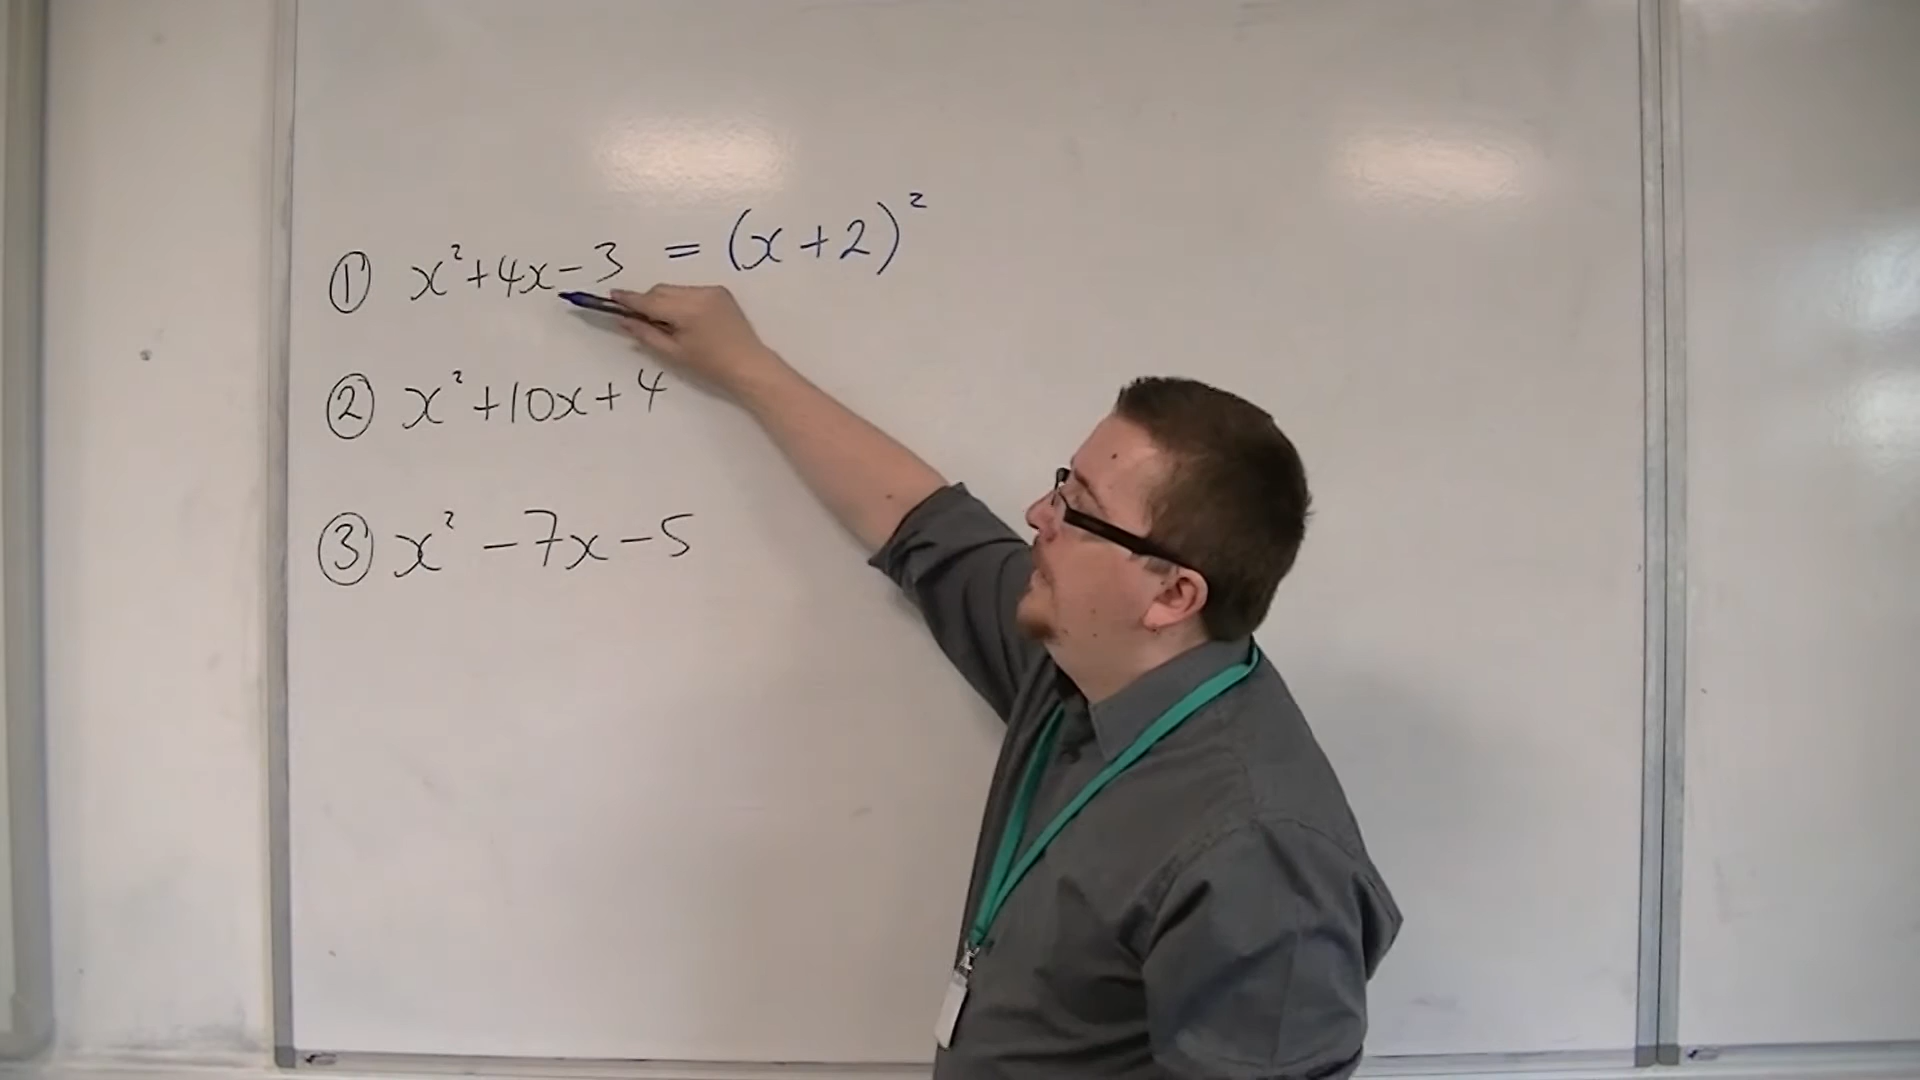 ① x² + 4x - 3 = (x + 2)²
② x² + 10x + 4
③ x² - 7x - 5